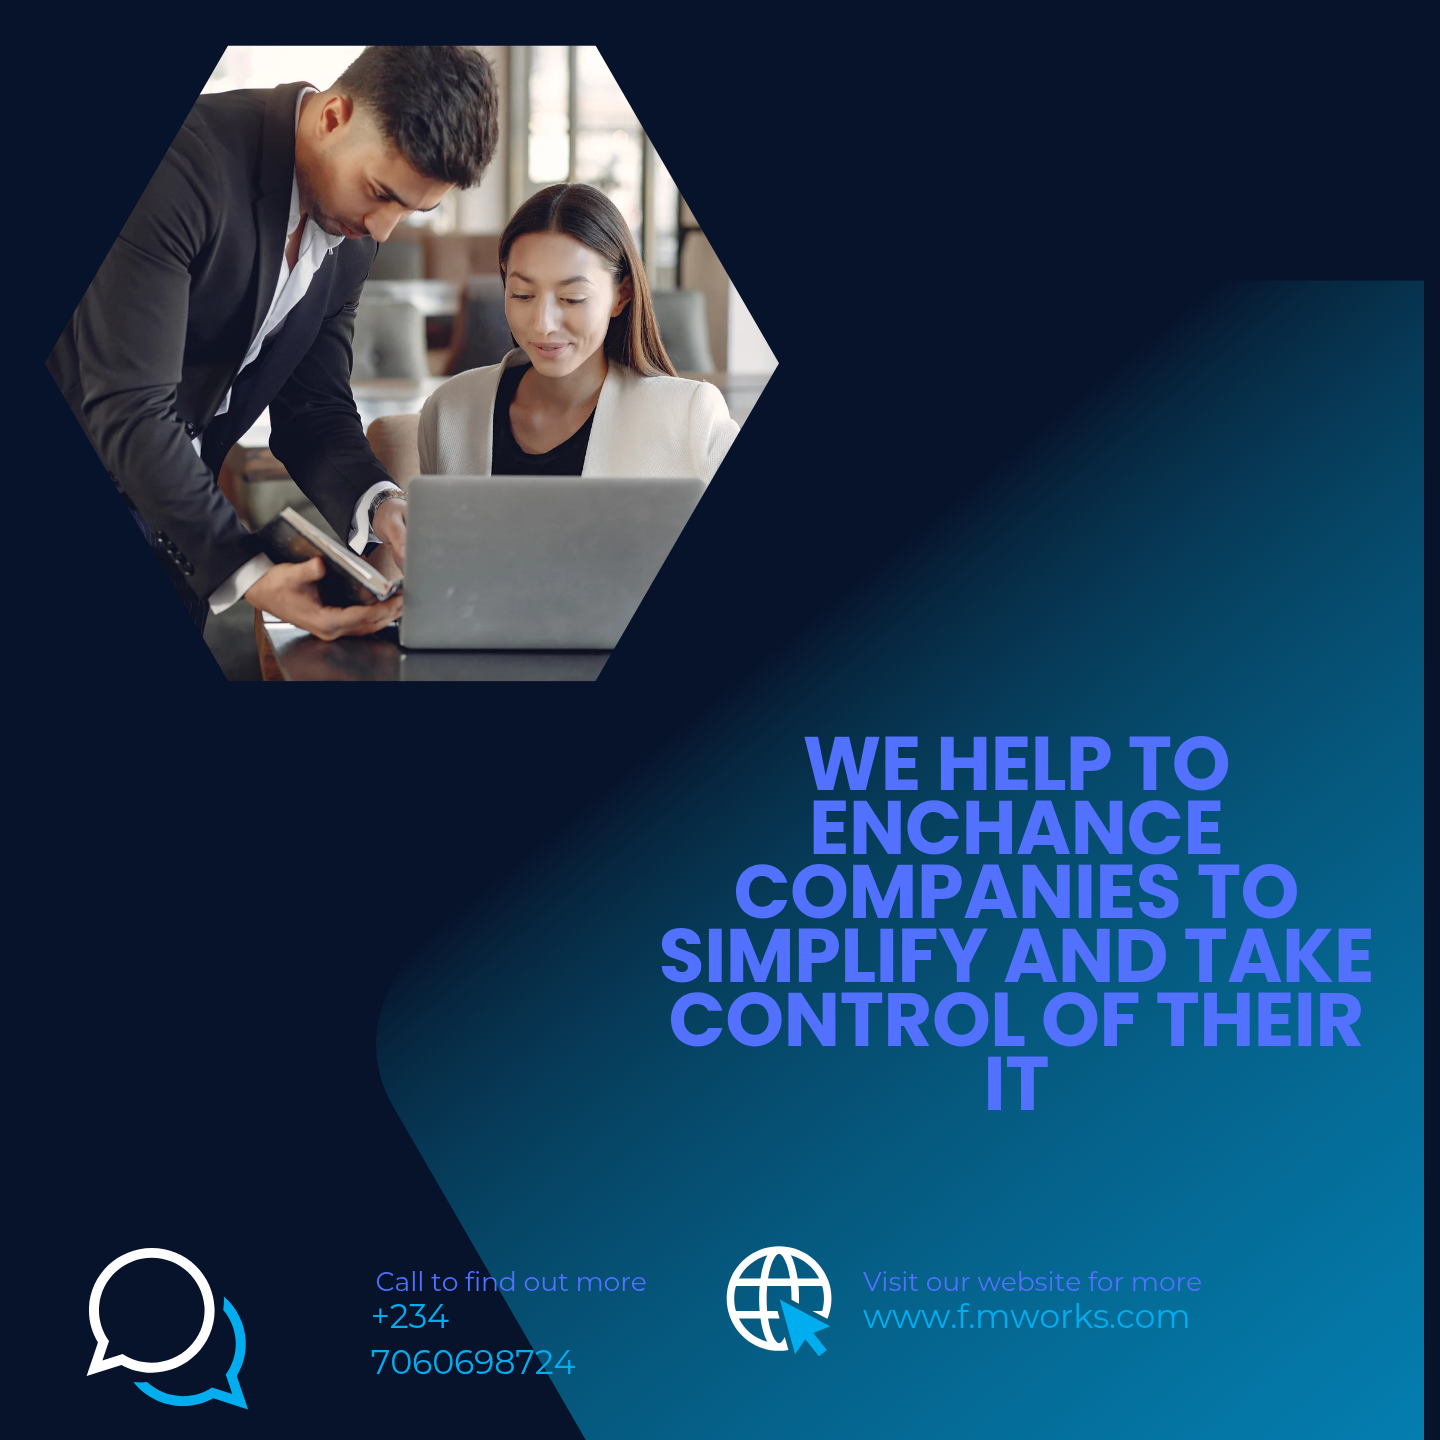 WE HELP TO
ENCHANCE
COMPANIES TO
SIMPLIFY AND TAKE
CONTROL OF THEIR
IT
Call to find out more
+234
7060698724
Visit our website for more
www.f.mworks.com